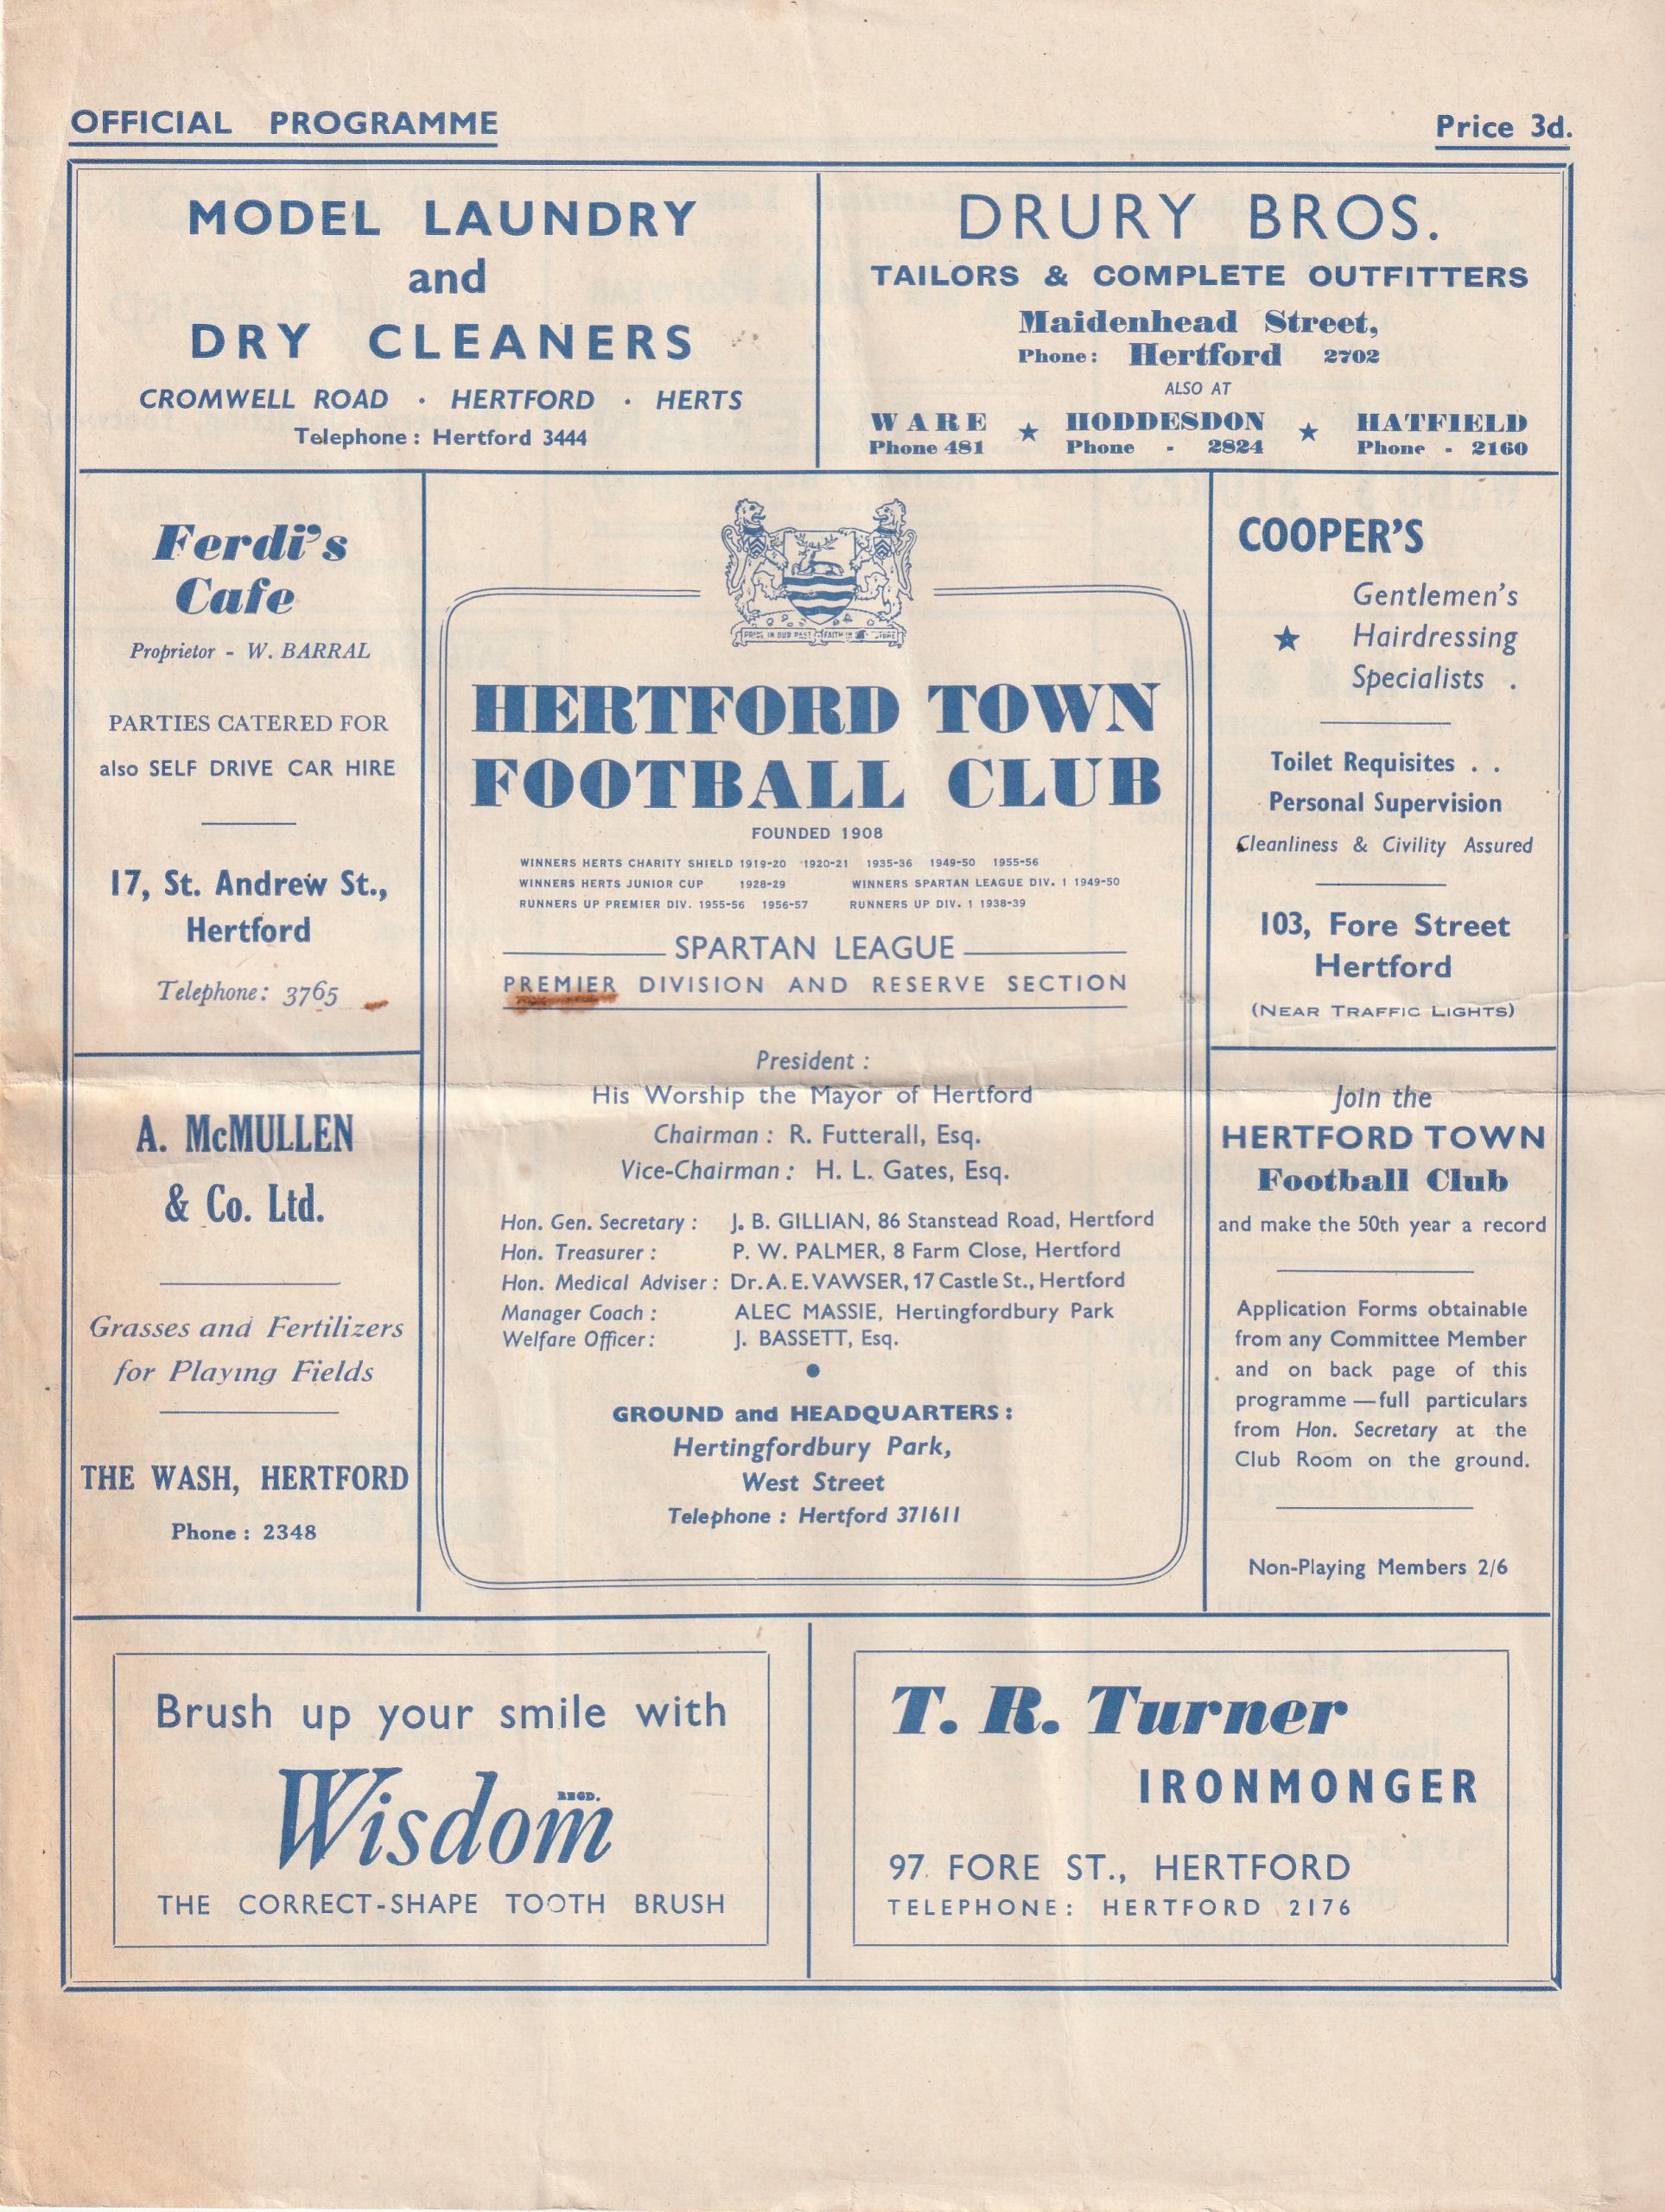 OFFICIAL PROGRAMME
Price 3d.
MODEL LAUNDRY
and
DRY CLEANERS
CROMWELL ROAD · HERTFORD · HERTS
Telephone : Hertford 3444
DRURY BROS.
TAILORS & COMPLETE OUTFITTERS
Maidenhead Street,
Phone : Hertford 2702
ALSO AT
WARE ★ HODDESDON ★ HATFIELD
Phone 481 Phone - 2824 Phone - 2160
Ferdi's
Cafe
Proprietor - W. BARRAL
PARTIES CATERED FOR
also SELF DRIVE CAR HIRE
17, St. Andrew St.,
Hertford
Telephone: 3765
A. McMULLEN
& Co. Ltd.
Grasses and Fertilizers
for Playing Fields
THE WASH, HERTFORD
Phone : 2348
PRIDE IN OUR PAST FAITH IN
HERTFORD TOWN
FOOTBALL CLUB
FOUNDED 1908
WINNERS HERTS CHARITY SHIELD 1919-20 1920-21 1935-36 1949-50 1955-56
WINNERS HERTS JUNIOR CUP 1928-29 WINNERS SPARTAN LEAGUE DIV. 1 1949-50
RUNNERS UP PREMIER DIV. 1955-56 1956-57 RUNNERS UP DIV. 1 1938-39
SPARTAN LEAGUE
PREMIER DIVISION AND RESERVE SECTION
President :
His Worship the Mayor of Hertford
Chairman : R. Futterall, Esq.
Vice-Chairman : H. L. Gates, Esq.
Hon. Gen. Secretary : J. B. GILLIAN, 86 Stanstead Road, Hertford
Hon. Treasurer : P. W. PALMER, 8 Farm Close, Hertford
Hon. Medical Adviser : Dr. A. E. VAWSER, 17 Castle St., Hertford
Manager Coach : ALEC MASSIE, Hertingfordbury Park
Welfare Officer : J. BASSETT, Esq.
GROUND and HEADQUARTERS :
Hertingfordbury Park,
West Street
Telephone : Hertford 371611
COOPER'S
Gentlemen's
★ Hairdressing
Specialists .
Toilet Requisites . .
Personal Supervision
Cleanliness & Civility Assured
103, Fore Street
Hertford
(NEAR TRAFFIC LIGHTS)
Join the
HERTFORD TOWN
Football Club
and make the 50th year a record
Application Forms obtainable
from any Committee Member
and on back page of this
programme — full particulars
from Hon. Secretary at the
Club Room on the ground.
Non-Playing Members 2/6
Brush up your smile with
Wisdom
REGD.
THE CORRECT-SHAPE TOOTH BRUSH
T. R. Turner
IRONMONGER
97. FORE ST., HERTFORD
TELEPHONE: HERTFORD 2176